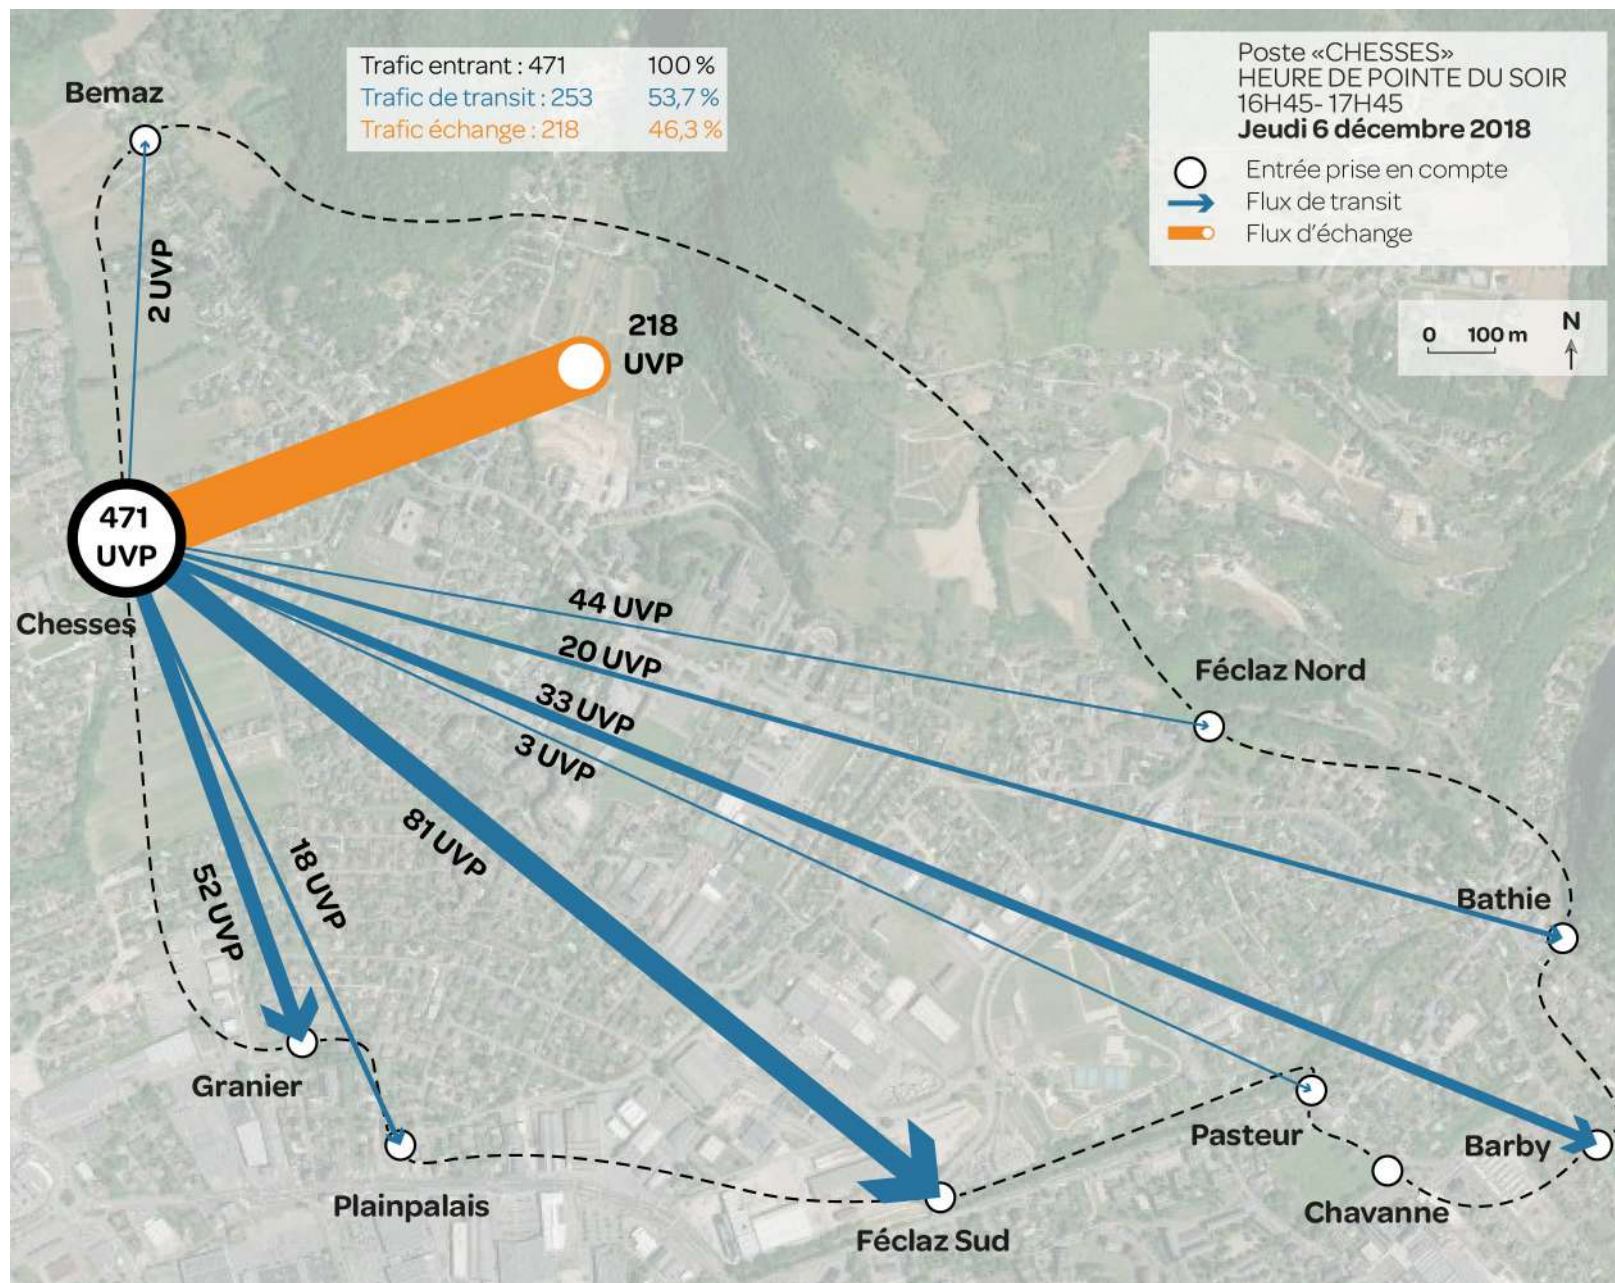 Bemaz
Trafic entrant : 471 100 %
Trafic de transit : 253 53,7 %
Trafic échange : 218 46,3 %
Poste «CHESSES»
HEURE DE POINTE DU SOIR
16H45- 17H45
Jeudi 6 décembre 2018
Entrée prise en compte
Flux de transit
Flux d'échange
0 100 m N
2 UVP
218
UVP
471
UVP
Chesses
44 UVP
20 UVP
33 UVP
3 UVP
81 UVP
18 UVP
52 UVP
Féclaz Nord
Bathie
Granier
Plainpalais
Féclaz Sud
Pasteur
Barby
Chavanne